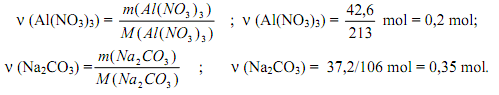 ν (Al(NO₃)₃) = m(Al(NO₃)₃) / M(Al(NO₃)₃) ; ν (Al(NO3)3) = 42,6 / 213 mol = 0,2 mol;
ν (Na₂CO₃) = m(Na₂CO₃) / M(Na₂CO₃) ; ν (Na₂CO₃) = 37,2/106 mol = 0,35 mol.